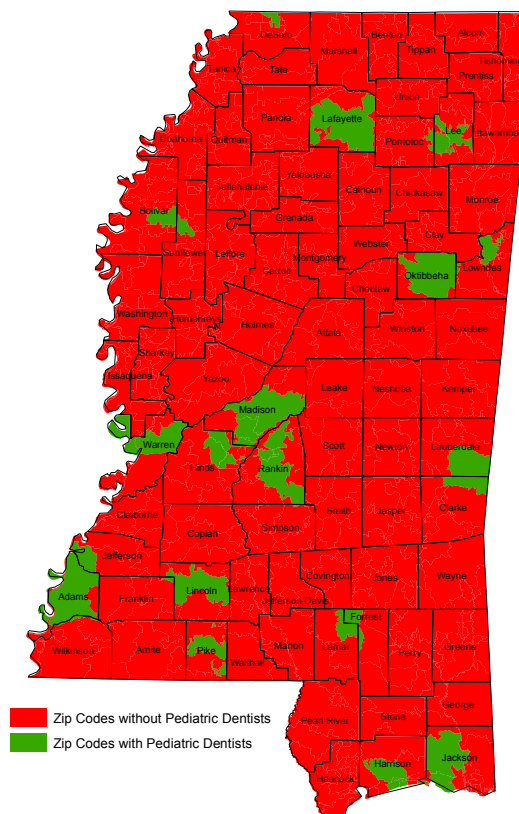 DeSoto
Benton
Alcorn
Marshall
Tippah
Tishomingo
Tunica
Tate
Prentiss
Union
Panola
Lafayette
Lee
Itawamba
Coahoma
Quitman
Pontotoc
Yalobusha
Tallahatchie
Calhoun
Chickasaw
Monroe
Bolivar
Grenada
Clay
Webster
Sunflower
Leflore
Montgomery
Carroll
Lowndes
Oktibbeha
Choctaw
Washington
Humphreys
Holmes
Attala
Winston
Noxubee
Sharkey
Issaquena
Yazoo
Leake
Neshoba
Kemper
Madison
Warren
Scott
Newton
Lauderdale
Hinds
Rankin
Claiborne
Smith
Jasper
Clarke
Copiah
Simpson
Jefferson
Covington
Jones
Wayne
Adams
Franklin
Lincoln
Lawrence
Jefferson Davis
Forrest
Wilkinson
Amite
Pike
Walthall
Marion
Lamar
Perry
Greene
George
Pearl River
Stone
Zip Codes without Pediatric Dentists
Zip Codes with Pediatric Dentists
Jackson
Harrison
Hancock